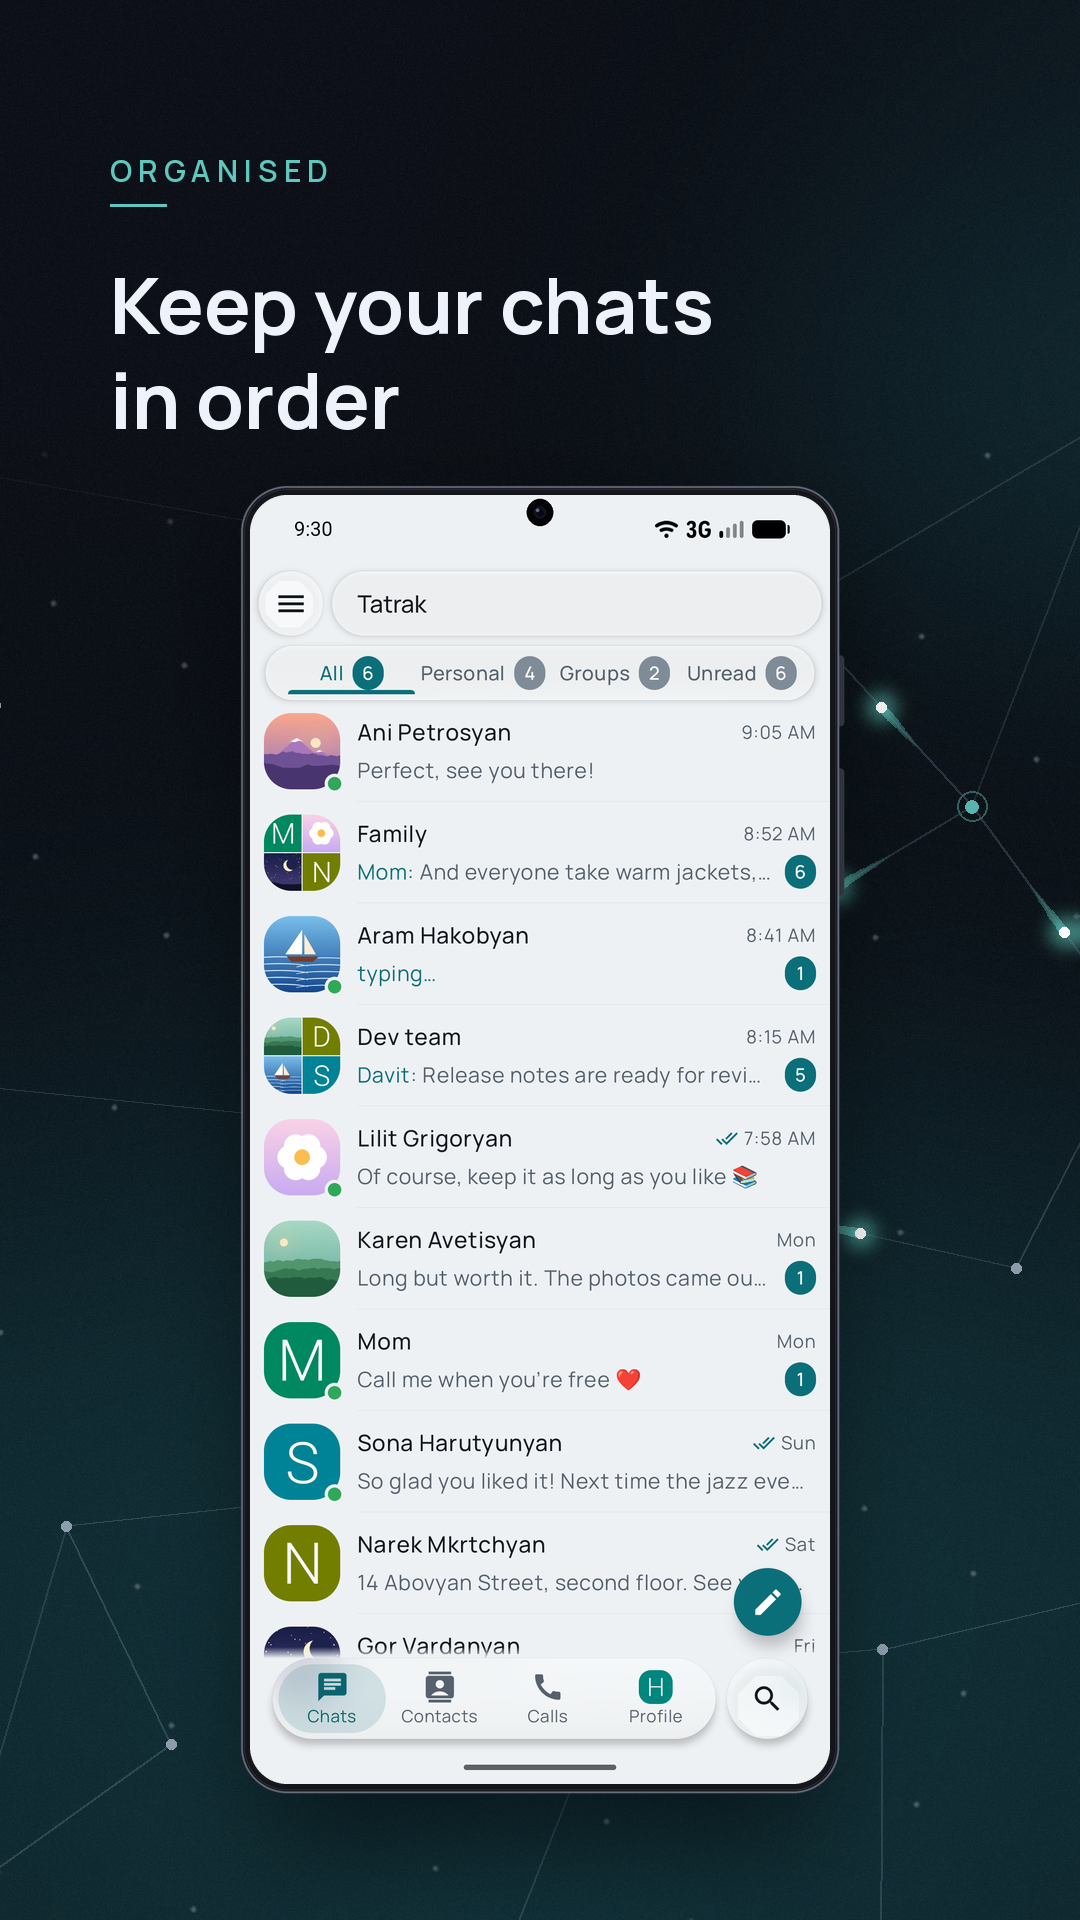 ORGANISED
Keep your chats
in order
9:30 3G
Tatrak
All 6 Personal 4 Groups 2 Unread 6
Ani Petrosyan 9:05 AM
Perfect, see you there!
M N
Family 8:52 AM
Mom: And everyone take warm jackets,... 6
Aram Hakobyan 8:41 AM
typing... 1
D S
Dev team 8:15 AM
Davit: Release notes are ready for revi... 5
Lilit Grigoryan 7:58 AM
Of course, keep it as long as you like 📚
Karen Avetisyan Mon
Long but worth it. The photos came ou... 1
M
Mom Mon
Call me when you're free ❤️ 1
S
Sona Harutyunyan Sun
So glad you liked it! Next time the jazz eve...
N
Narek Mkrtchyan Sat
14 Abovyan Street, second floor. See
Gor Vardanyan Fri
H
Chats Contacts Calls Profile